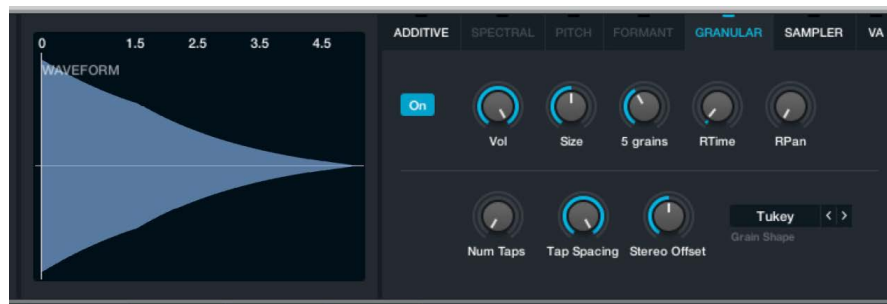 0 1.5 2.5 3.5 4.5
WAVEFORM
ADDITIVE SPECTRAL PITCH FORMANT GRANULAR SAMPLER VA
On
Vol Size 5 grains RTime RPan
Num Taps Tap Spacing Stereo Offset
Tukey < >
Grain Shape